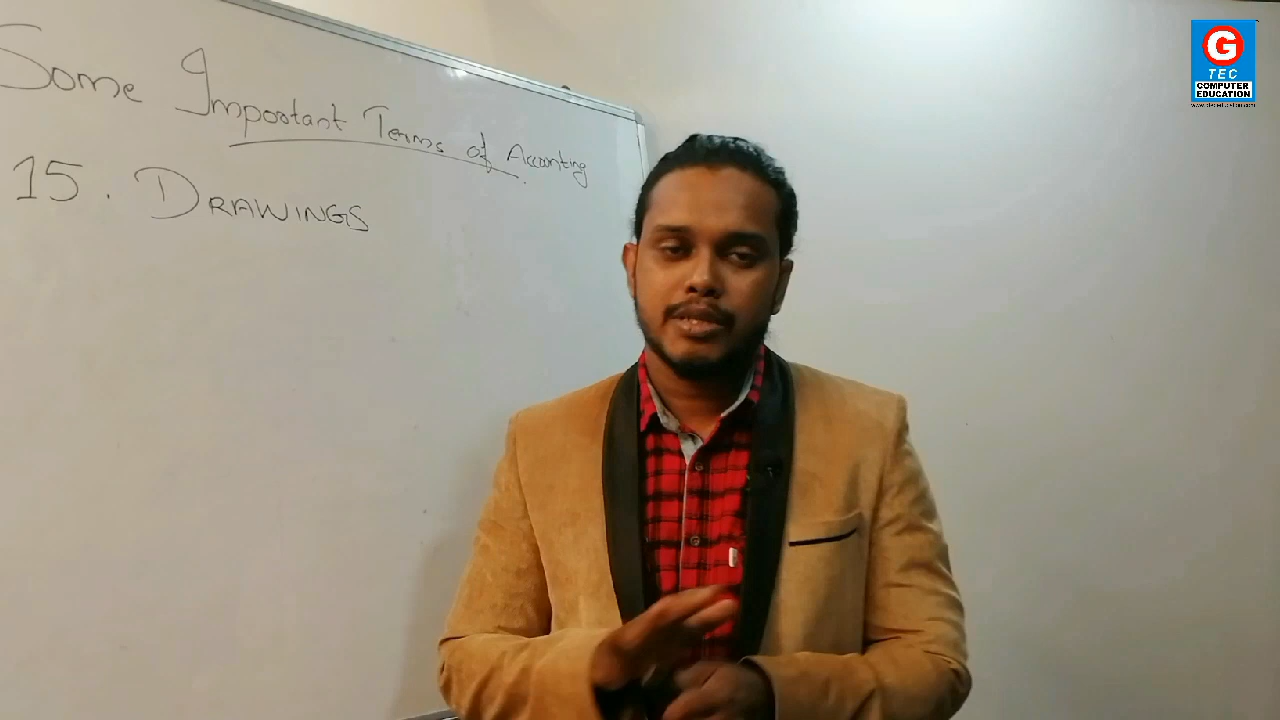 Some Important Terms of Accounting
15. DRAWINGS
G
TEC
COMPUTER
EDUCATION